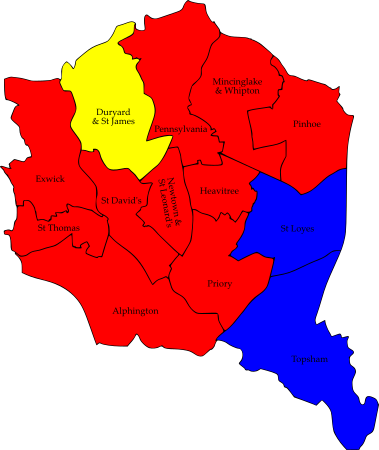 Mincinglake
& Whipton
Duryard
& St James
Pennsylvania
Pinhoe
Exwick
Heavitree
St David's
Newtown &
St Leonard's
St Thomas
St Loyes
Priory
Alphington
Topsham